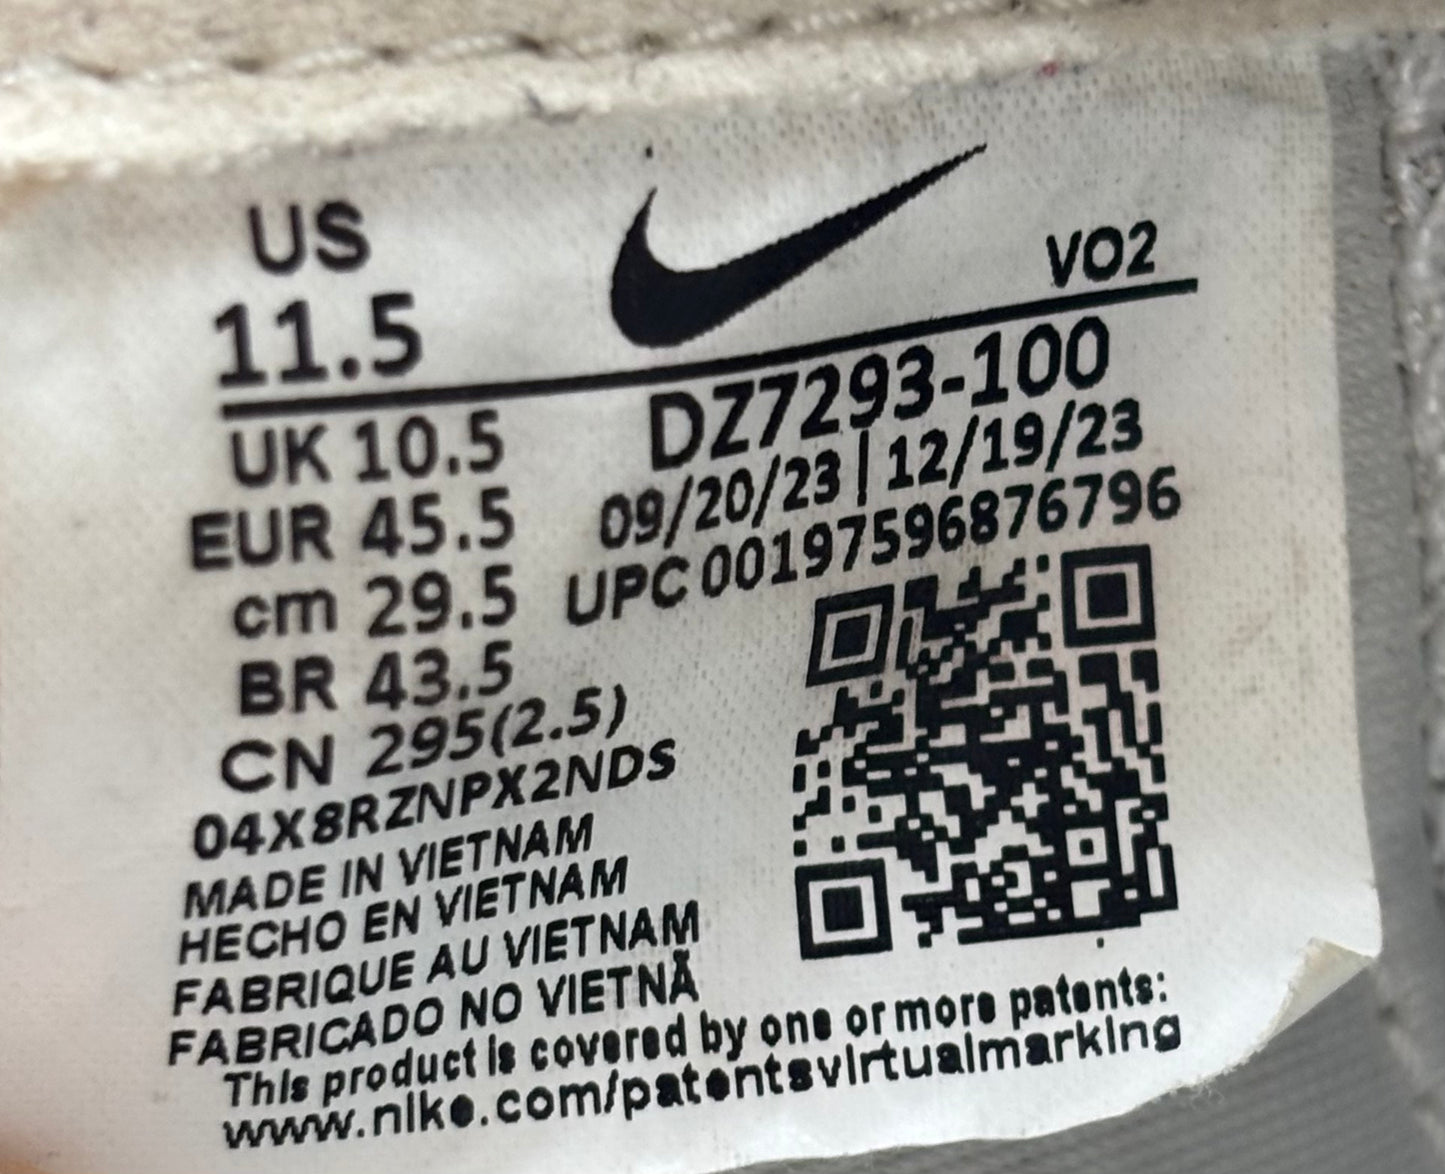 US
VO2
11.5
UK 10.5
DZ7293-100
EUR 45.5
09/20/23 | 12/19/23
cm 29.5
UPC 00197596876796
BR 43.5
CN 295(2.5)
04X8RZNPX2NDS
MADE IN VIETNAM
HECHO EN VIETNAM
FABRIQUE AU VIETNAM
FABRICADO NO VIETNÃ
This product is covered by one or more patents:
www.nike.com/patentsvirtualmarking